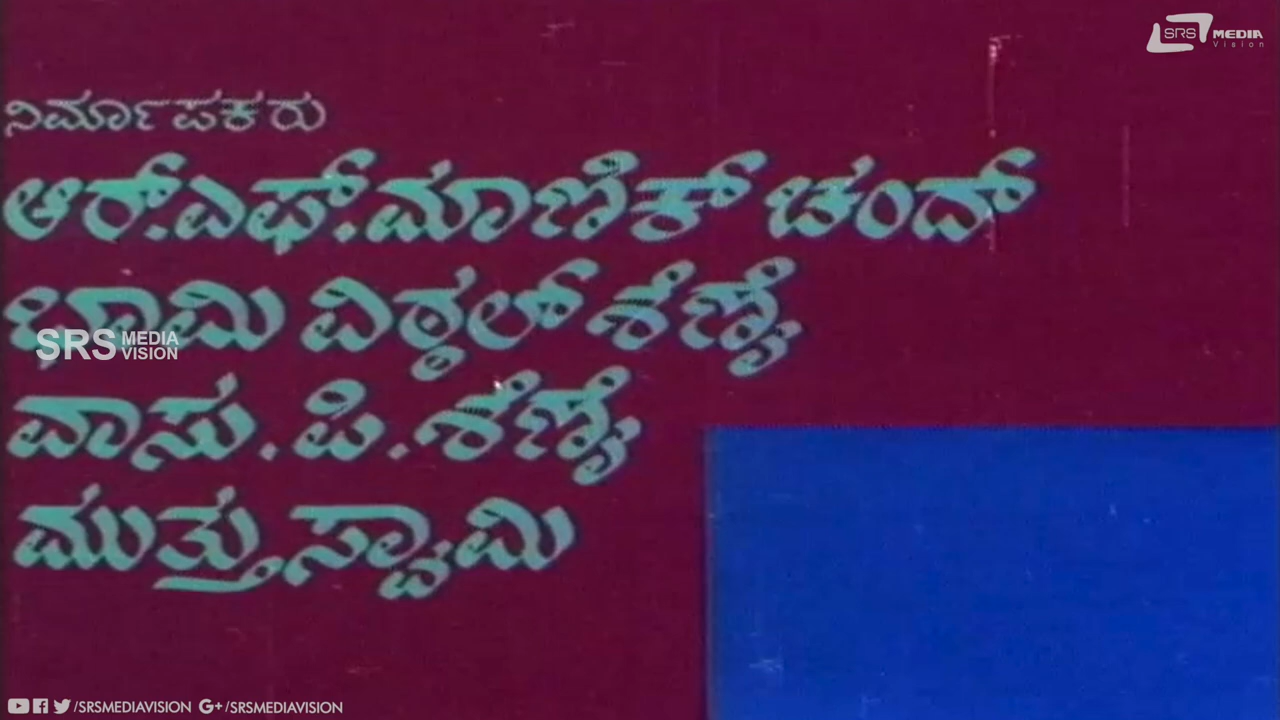 SRS MEDIA
Vision
ನಿರ್ಮಾಪಕರು
ಆರ್.ಎಫ್.ಮಾಣಿಕ್ ಚಂದ್
ಭಾಮಿ ವಿಠ್ಠಲ್ ಶೆಣೈ
SRS MEDIA
VISION
ವಾಸು.ಪಿ.ಶೆಣೈ
ಮುತ್ತುಸ್ವಾಮಿ
/SRSMEDIAVISION G+/SRSMEDIAVISION